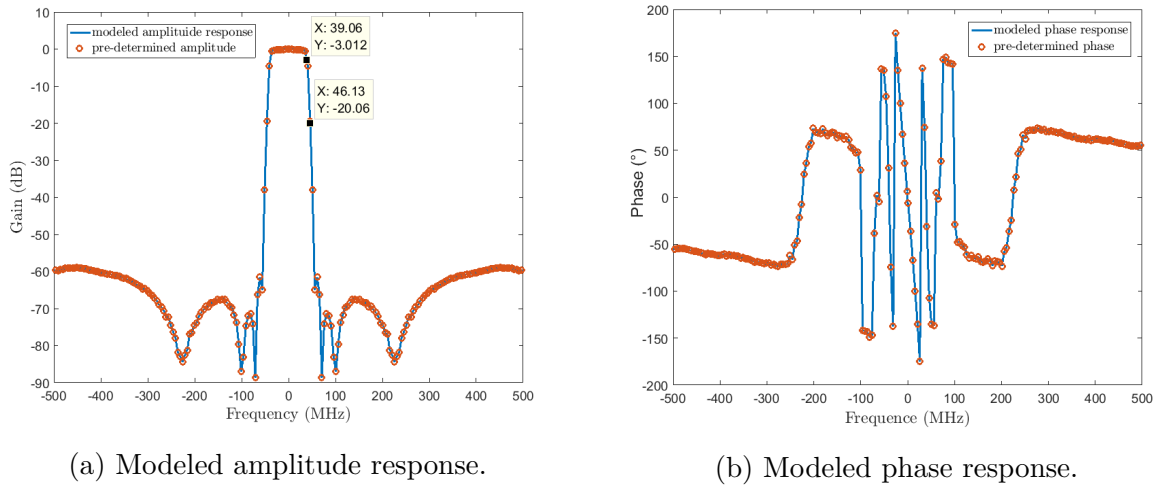 modeled amplituide response
pre-determined amplitude
X: 39.06
Y: -3.012
X: 46.13
Y: -20.06
10
0
-10
-20
-30
-40
-50
-60
-70
-80
-90
Gain (dB)
-500 -400 -300 -200 -100 0 100 200 300 400 500
Frequency (MHz)
(a) Modeled amplitude response.
modeled phase response
pre-determined phase
200
150
100
50
0
-50
-100
-150
-200
Phase (°)
-500 -400 -300 -200 -100 0 100 200 300 400 500
Frequence (MHz)
(b) Modeled phase response.